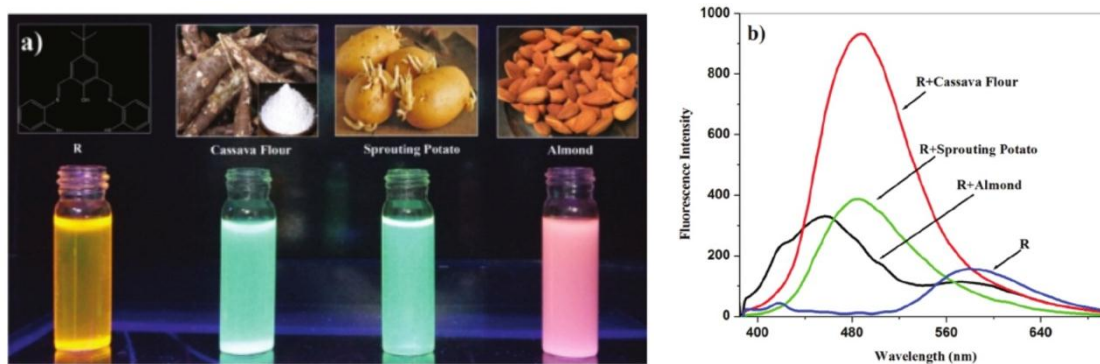 a)
OH
R
Cassava Flour
Sprouting Potato
Almond
b)
1000
800
600
400
200
0
400
480
560
640
Fluorescence Intensity
Wavelength (nm)
R+Cassava Flour
R+Sprouting Potato
R+Almond
R